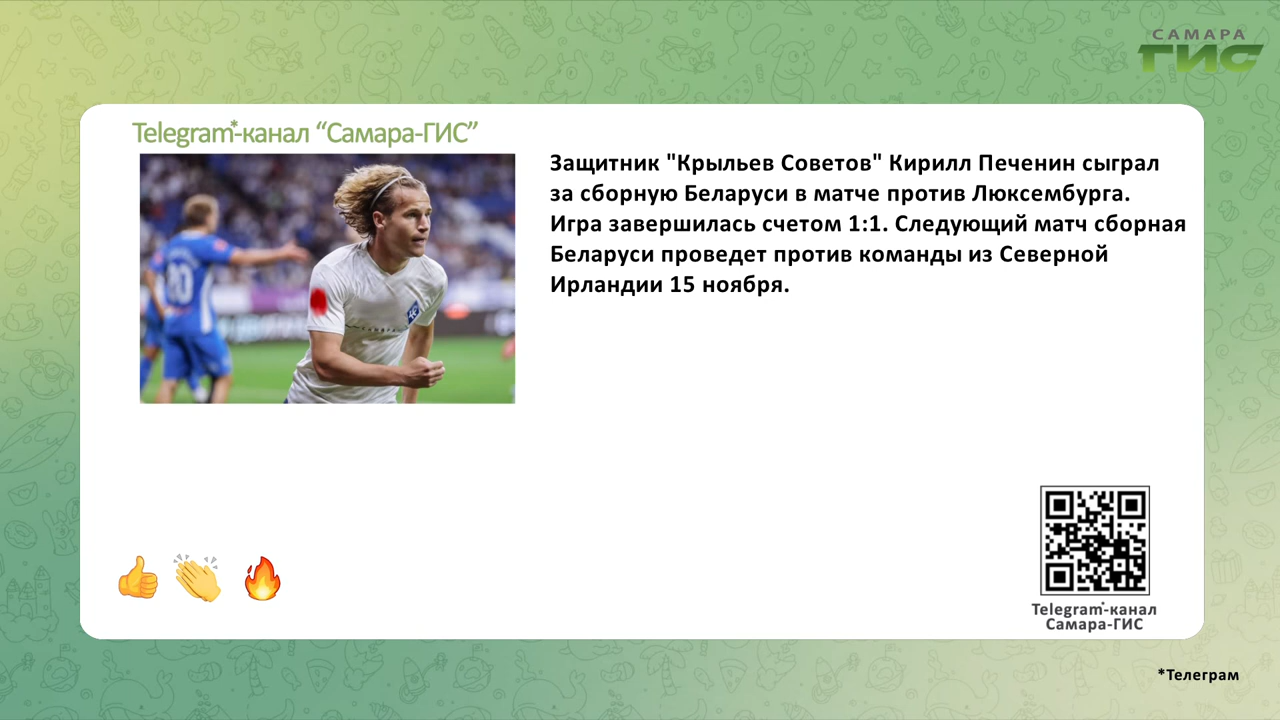 САМАРА
ГИС
Telegram*-канал “Самара-ГИС”
Защитник "Крыльев Советов" Кирилл Печенин сыграл
за сборную Беларуси в матче против Люксембурга.
Игра завершилась счетом 1:1. Следующий матч сборная
Беларуси проведет против команды из Северной
Ирландии 15 ноября.
Telegram*-канал
Самара-ГИС
*Телеграм